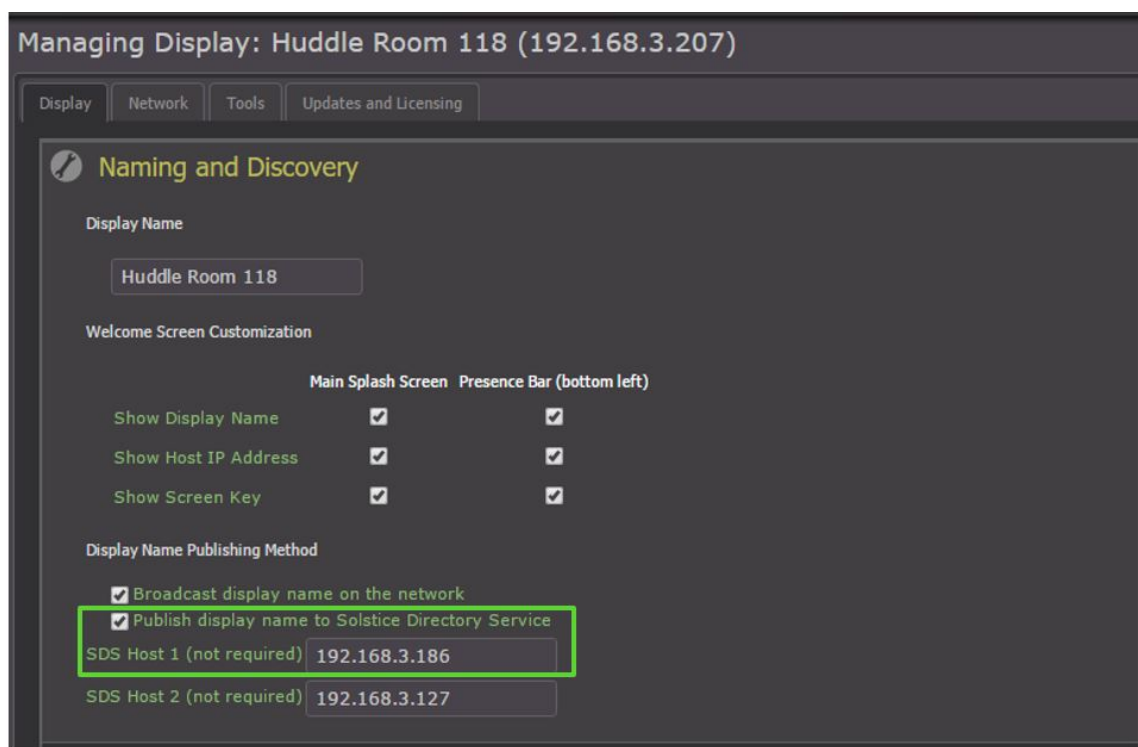 Managing Display: Huddle Room 118 (192.168.3.207)
Display Network Tools Updates and Licensing
Naming and Discovery
Display Name
Huddle Room 118
Welcome Screen Customization
Main Splash Screen Presence Bar (bottom left)
Show Display Name
Show Host IP Address
Show Screen Key
Display Name Publishing Method
Broadcast display name on the network
Publish display name to Solstice Directory Service
SDS Host 1 (not required) 192.168.3.186
SDS Host 2 (not required) 192.168.3.127